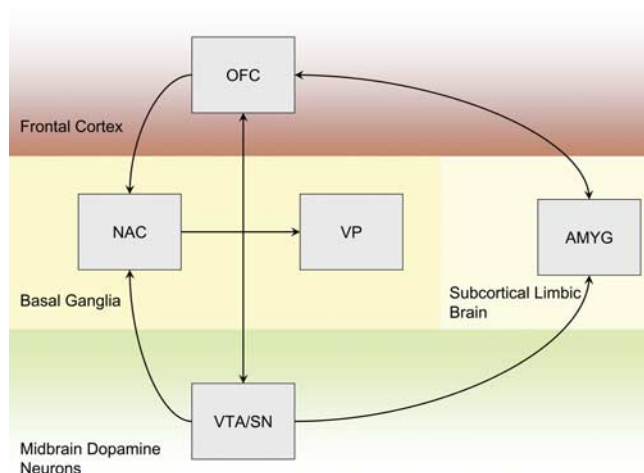 OFC
Frontal Cortex
NAC
VP
AMYG
Basal Ganglia
Subcortical Limbic
Brain
VTA/SN
Midbrain Dopamine
Neurons